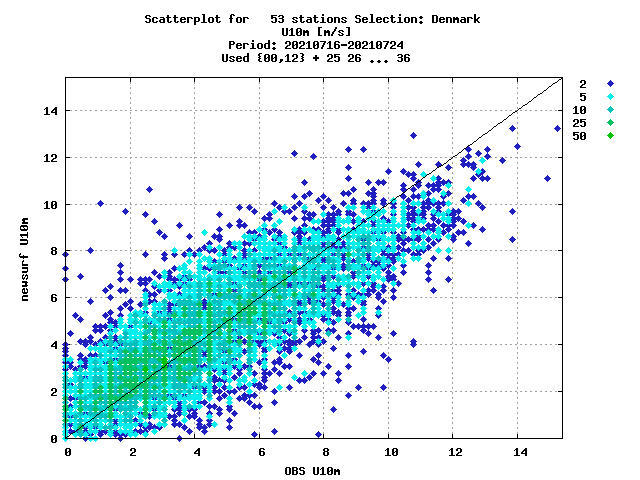 Scatterplot for 53 stations Selection: Denmark
U10m [m/s]
Period: 20210716-20210724
Used {00,12} + 25 26 ... 36
2
5
10
25
50
14
12
10
8
6
4
2
0
0 2 4 6 8 10 12 14
newsurf U10m
OBS U10m